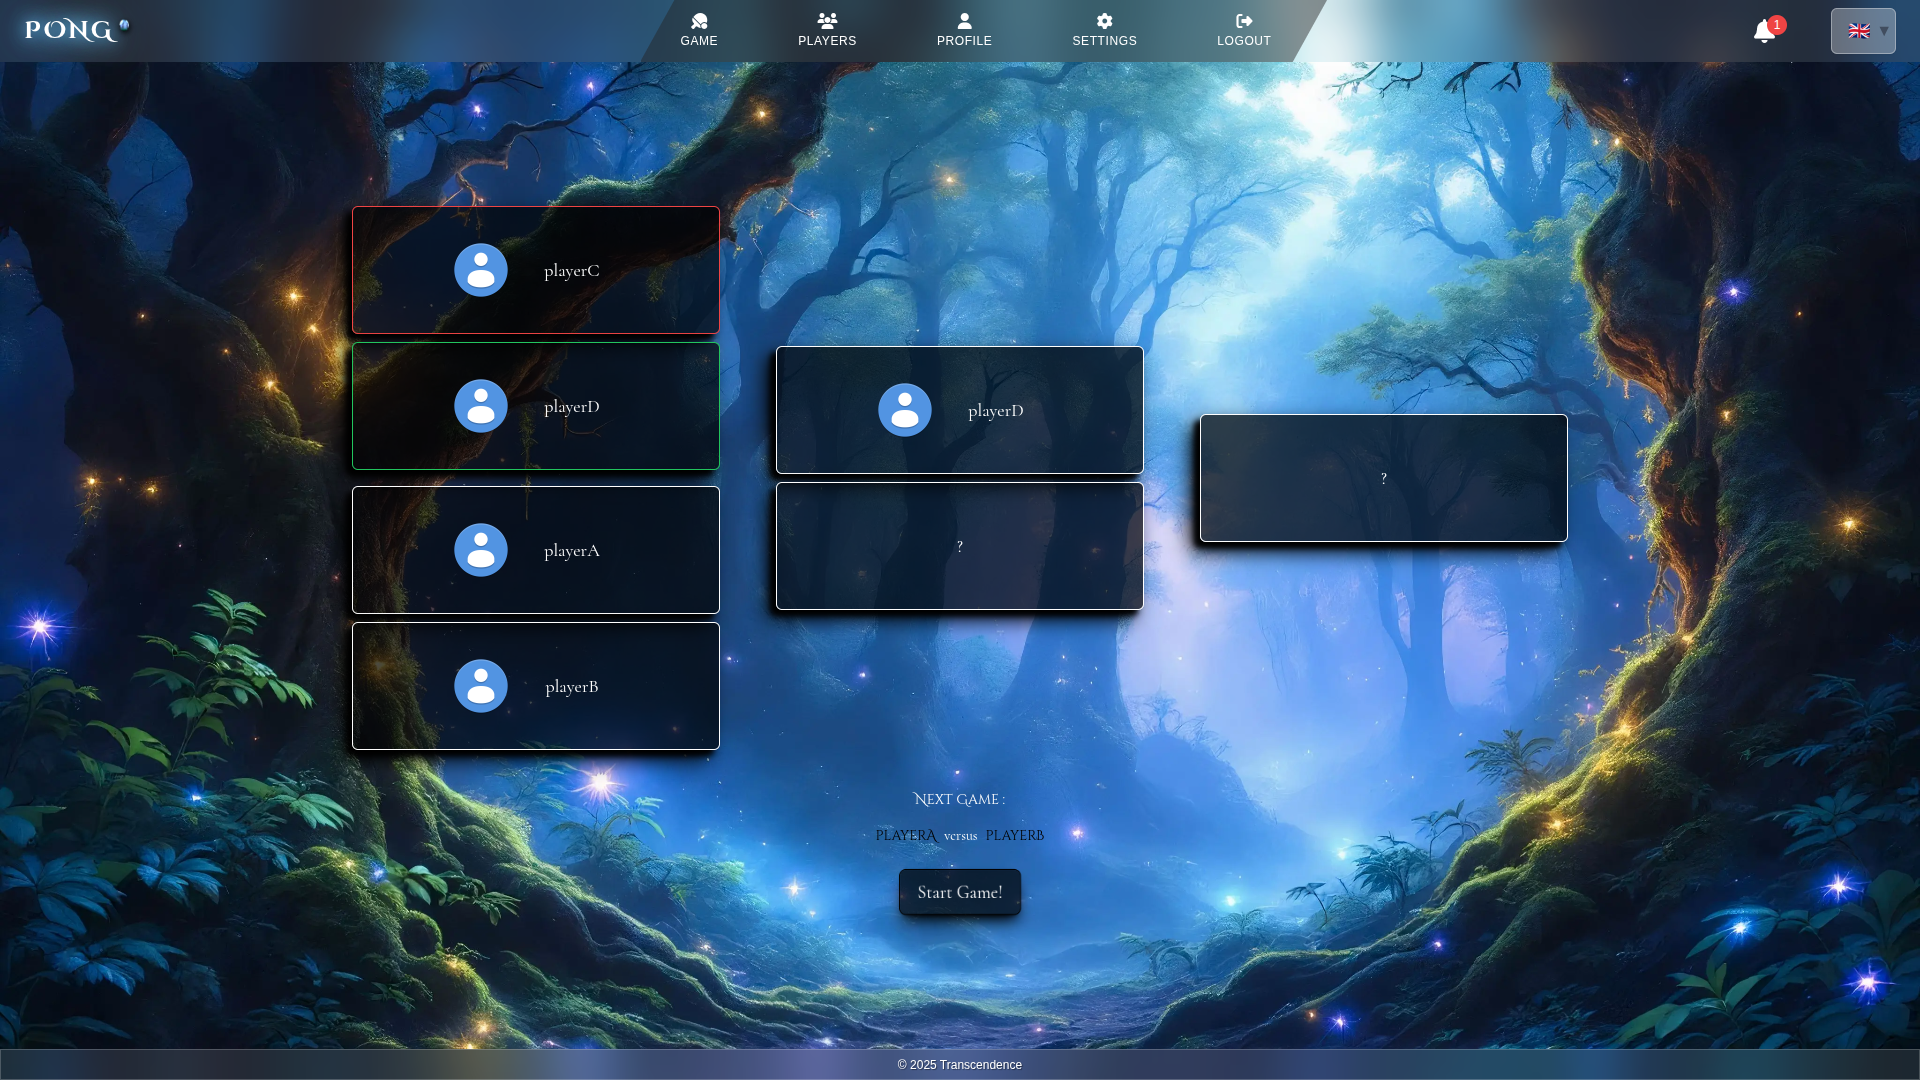 PONG
GAME
PLAYERS
PROFILE
SETTINGS
LOGOUT
1
playerC
playerD
playerA
playerB
playerD
?
?
NEXT GAME :
PLAYERA versus PLAYERB
Start Game!
© 2025 Transcendence